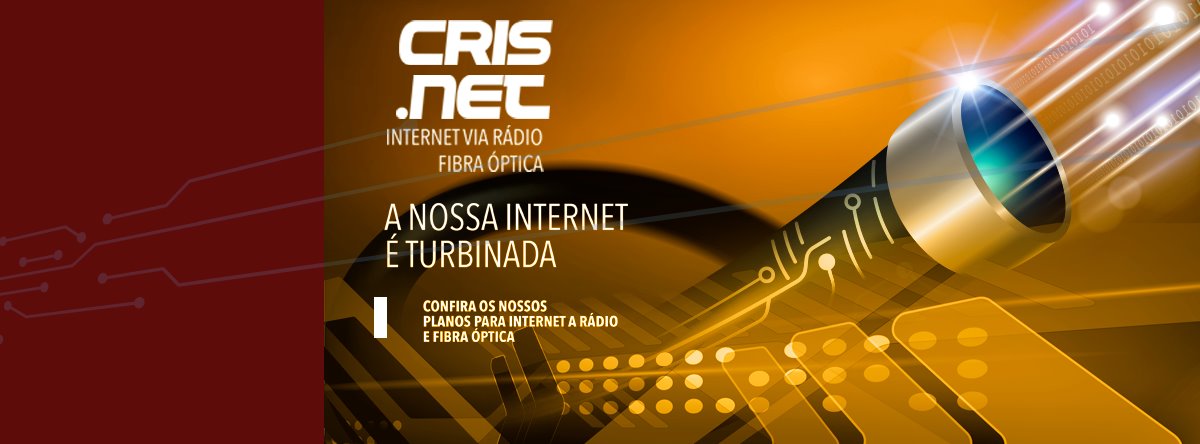 CRIS
.NET
INTERNET VIA RÁDIO
FIBRA ÓPTICA
A NOSSA INTERNET
É TURBINADA
CONFIRA OS NOSSOS
PLANOS PARA INTERNET A RÁDIO
E FIBRA ÓPTICA